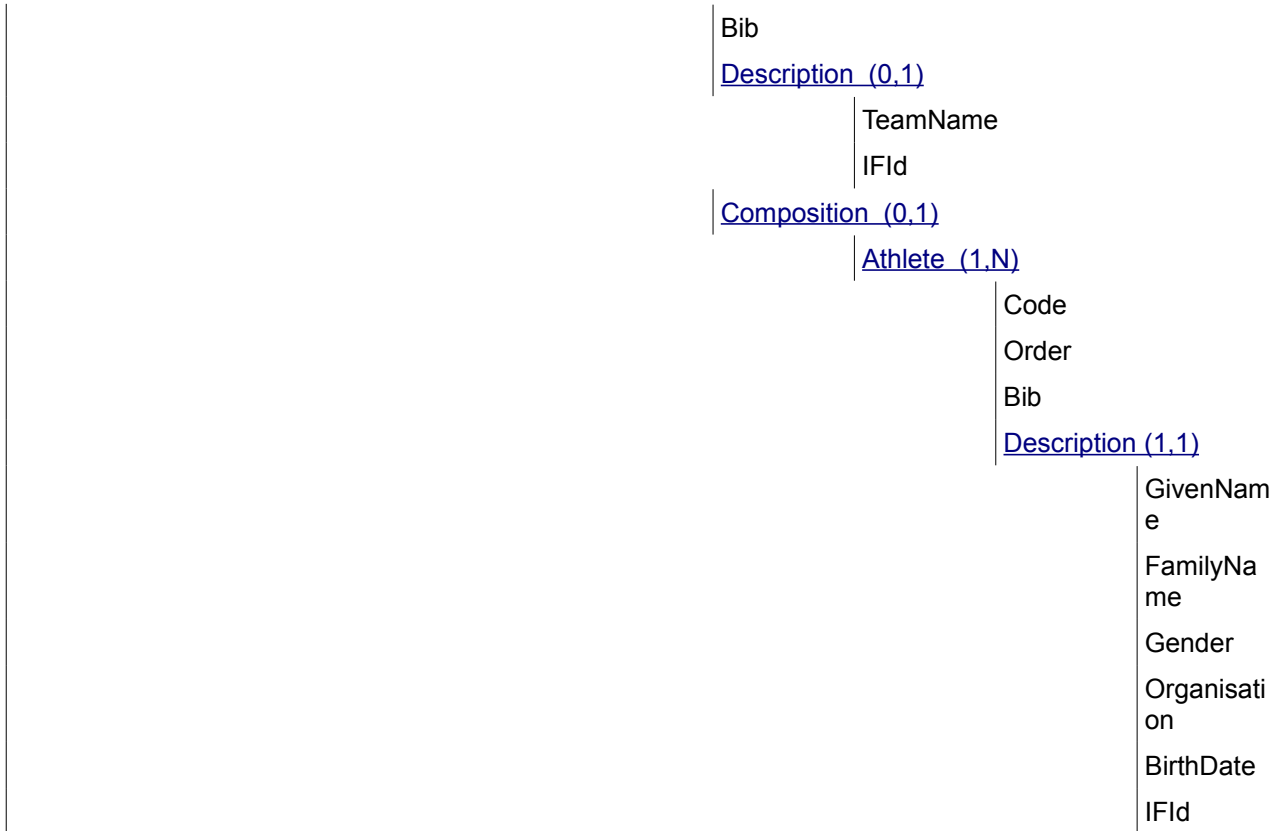 Bib
Description (0,1)
TeamName
IFId
Composition (0,1)
Athlete (1,N)
Code
Order
Bib
Description (1,1)
GivenNam
e
FamilyNa
me
Gender
Organisati
on
BirthDate
IFId